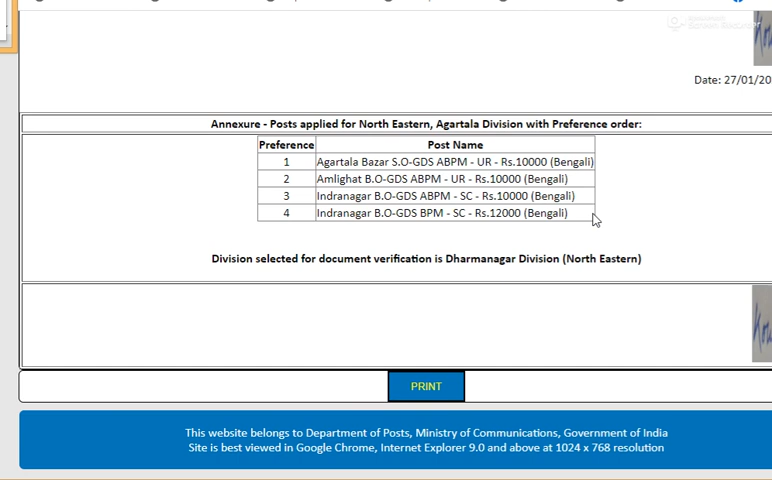 Date: 27/01/20
Annexure - Posts applied for North Eastern, Agartala Division with Preference order:
Preference Post Name
1 Agartala Bazar S.O-GDS ABPM - UR - Rs.10000 (Bengali)
2 Amlighat B.O-GDS ABPM - UR - Rs.10000 (Bengali)
3 Indranagar B.O-GDS ABPM - SC - Rs.10000 (Bengali)
4 Indranagar B.O-GDS BPM - SC - Rs.12000 (Bengali)
Division selected for document verification is Dharmanagar Division (North Eastern)
PRINT
This website belongs to Department of Posts, Ministry of Communications, Government of India
Site is best viewed in Google Chrome, Internet Explorer 9.0 and above at 1024 x 768 resolution